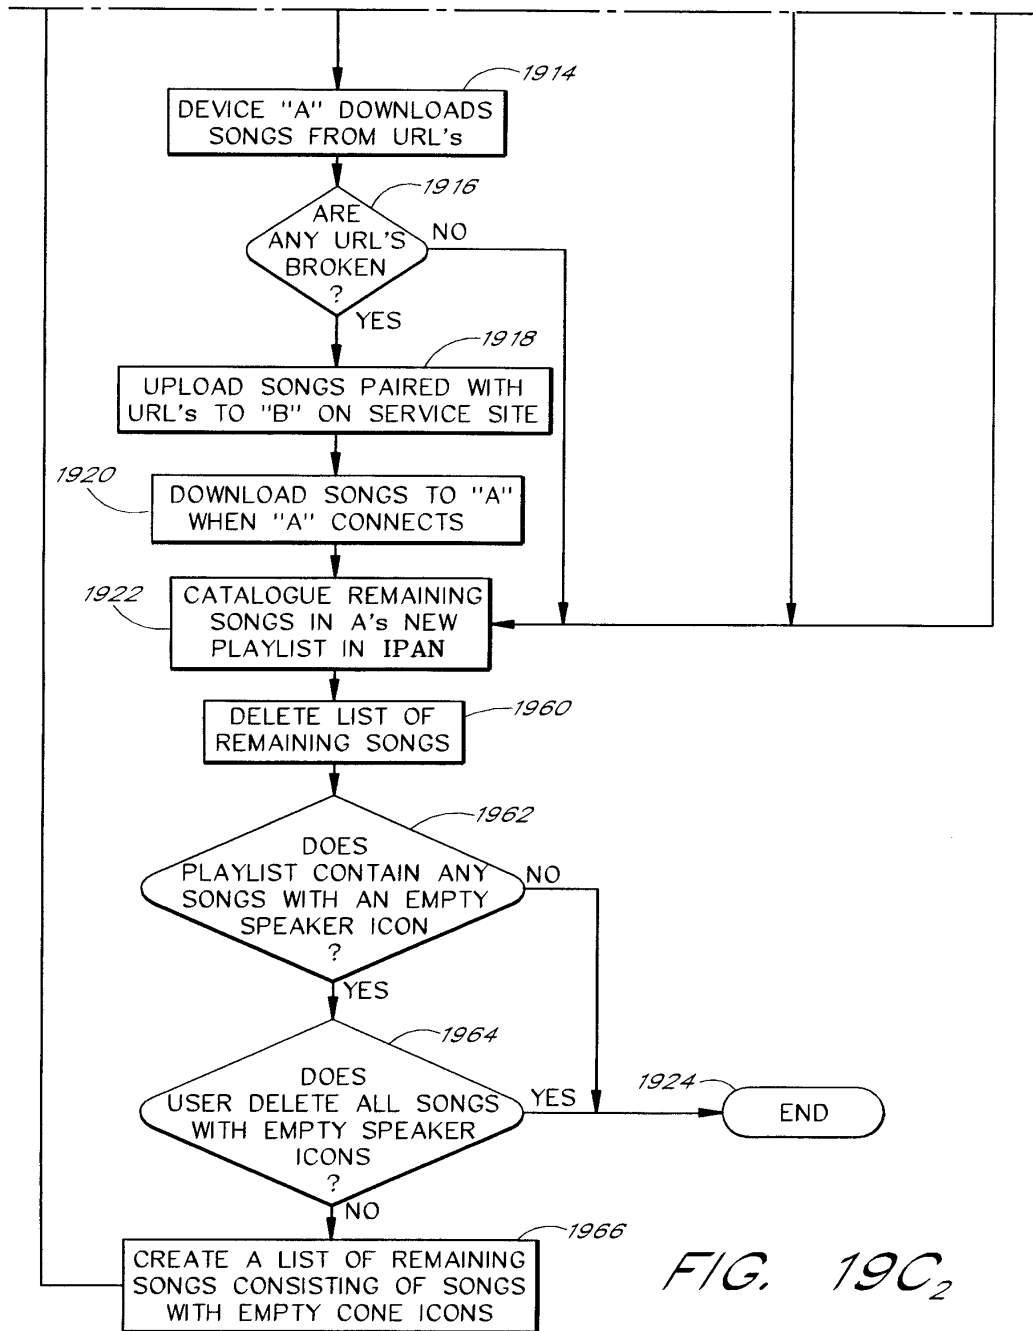 1914
DEVICE "A" DOWNLOADS
SONGS FROM URL's
1916
ARE
ANY URL'S
BROKEN
?
NO
YES
1918
UPLOAD SONGS PAIRED WITH
URL's TO "B" ON SERVICE SITE
1920
DOWNLOAD SONGS TO "A"
WHEN "A" CONNECTS
1922
CATALOGUE REMAINING
SONGS IN A's NEW
PLAYLIST IN IPAN
1960
DELETE LIST OF
REMAINING SONGS
1962
DOES
PLAYLIST CONTAIN ANY
SONGS WITH AN EMPTY
SPEAKER ICON
?
NO
YES
1964
DOES
USER DELETE ALL SONGS
WITH EMPTY SPEAKER
ICONS
?
YES
1924
END
NO
1966
CREATE A LIST OF REMAINING
SONGS CONSISTING OF SONGS
WITH EMPTY CONE ICONS
FIG. 19C2